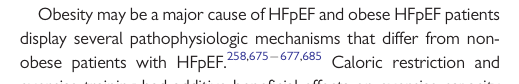 Obesity may be a major cause of HFpEF and obese HFpEF patients
display several pathophysiologic mechanisms that differ from non-
obese patients with HFpEF.258,675–677,685 Caloric restriction and